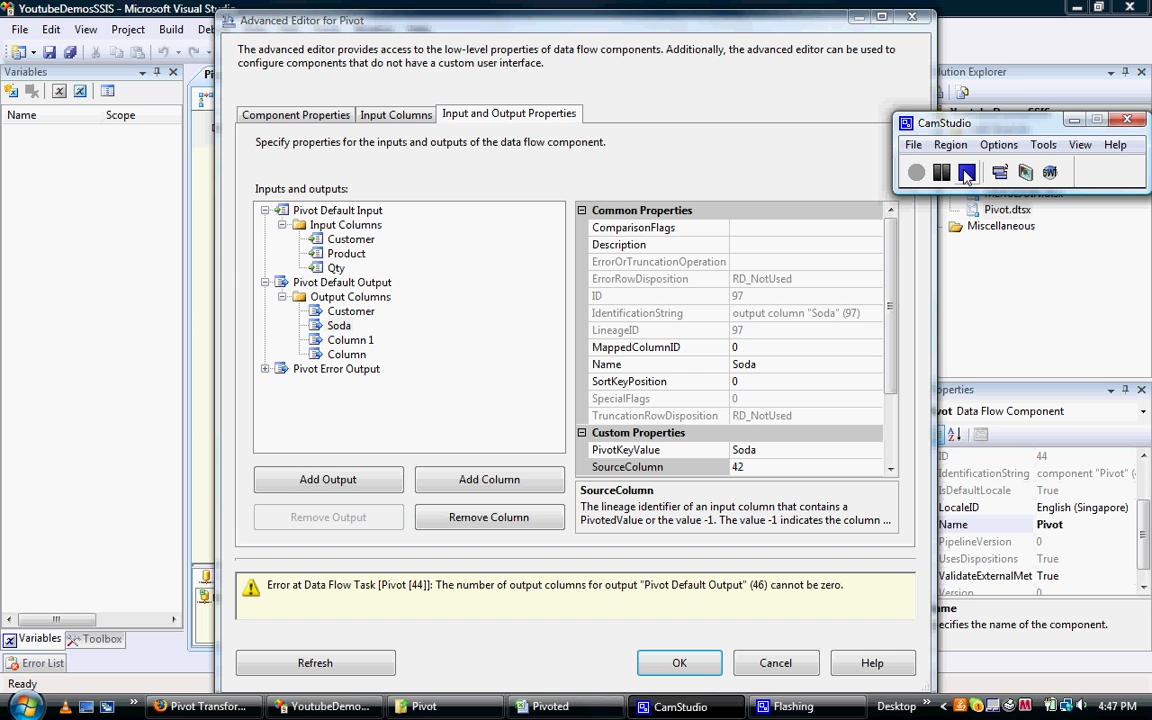 YoutubeDemosSSIS - Microsoft Visual Studio
File Edit View Project Build
Variables
Name Scope
Variables Toolbox
Error List
Ready
Advanced Editor for Pivot
The advanced editor provides access to the low-level properties of data flow components. Additionally, the advanced editor can be used to
configure components that do not have a custom user interface.
Component Properties Input Columns Input and Output Properties
Specify properties for the inputs and outputs of the data flow component.
Inputs and outputs:
Pivot Default Input
Input Columns
Customer
Product
Qty
Pivot Default Output
Output Columns
Customer
Soda
Column 1
Column
Pivot Error Output
Add Output Add Column
Remove Output Remove Column
Common Properties
ComparisonFlags
Description
ErrorOrTruncationOperation
ErrorRowDisposition RD_NotUsed
ID 97
IdentificationString output column "Soda" (97)
LineageID 97
MappedColumnID 0
Name Soda
SortKeyPosition 0
SpecialFlags 0
TruncationRowDisposition RD_NotUsed
Custom Properties
PivotKeyValue Soda
SourceColumn 42
SourceColumn
The lineage identifier of an input column that contains a
PivotedValue or the value -1. The value -1 indicates the column ...
Error at Data Flow Task [Pivot [44]]: The number of output columns for output "Pivot Default Output" (46) cannot be zero.
Refresh OK Cancel Help
olution Explorer
CamStudio
File Region Options Tools View Help
Pivot.dtsx
Miscellaneous
operties
vot Data Flow Component
ID 44
IdentificationString component "Pivot" (
IsDefaultLocale True
LocaleID English (Singapore)
Name Pivot
PipelineVersion 0
UsesDispositions True
ValidateExternalMet True
Version 0
ame
ecifies the name of the component.
Pivot Transfor... YoutubeDemo... Pivot Pivoted CamStudio Flashing Desktop 4:47 PM